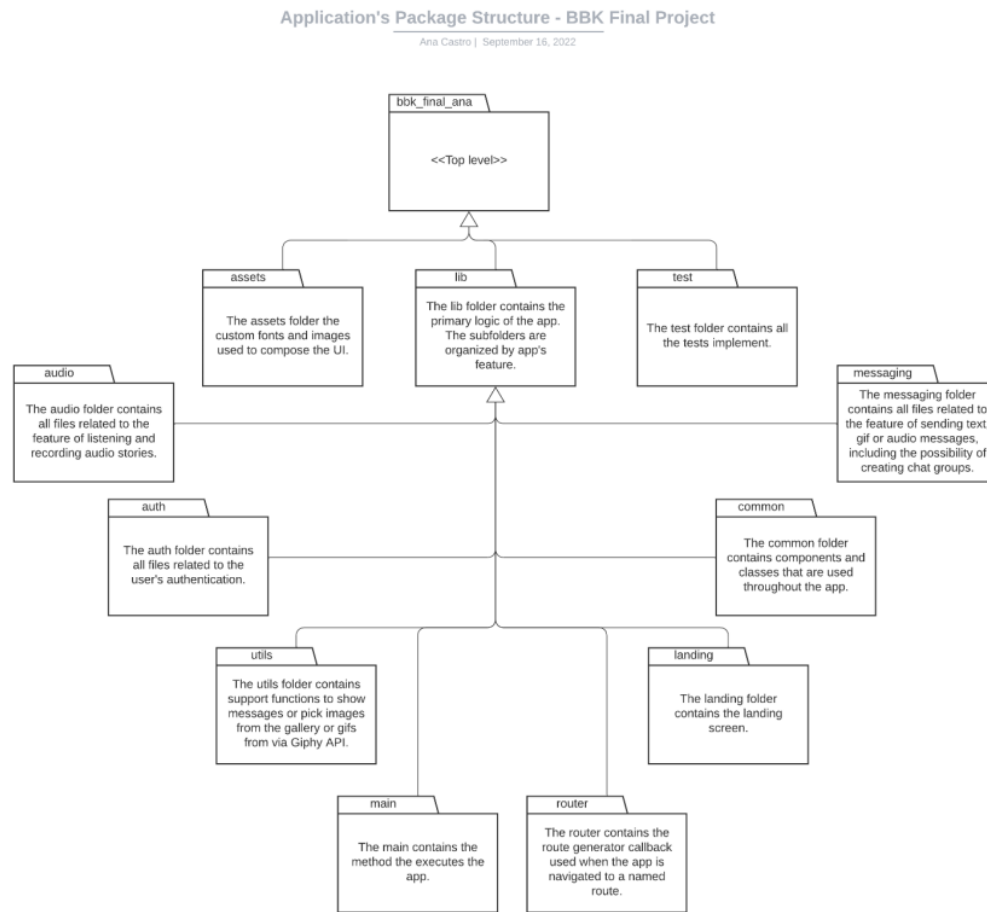 Application's Package Structure - BBK Final Project
Ana Castro | September 16, 2022
bbk_final_ana
<<Top level>>
assets
The assets folder the
custom fonts and images
used to compose the UI.
lib
The lib folder contains the
primary logic of the app.
The subfolders are
organized by app's
feature.
test
The test folder contains all
the tests implement.
audio
The audio folder contains
all files related to the
feature of listening and
recording audio stories.
messaging
The messaging folder
contains all files related to
the feature of sending text,
gif or audio messages,
including the possibility of
creating chat groups.
auth
The auth folder contains
all files related to the
user's authentication.
common
The common folder
contains components and
classes that are used
throughout the app.
utils
The utils folder contains
support functions to show
messages or pick images
from the gallery or gifs
from via Giphy API.
landing
The landing folder
contains the landing
screen.
main
The main contains the
method the executes the
app.
router
The router contains the
route generator callback
used when the app is
navigated to a named
route.